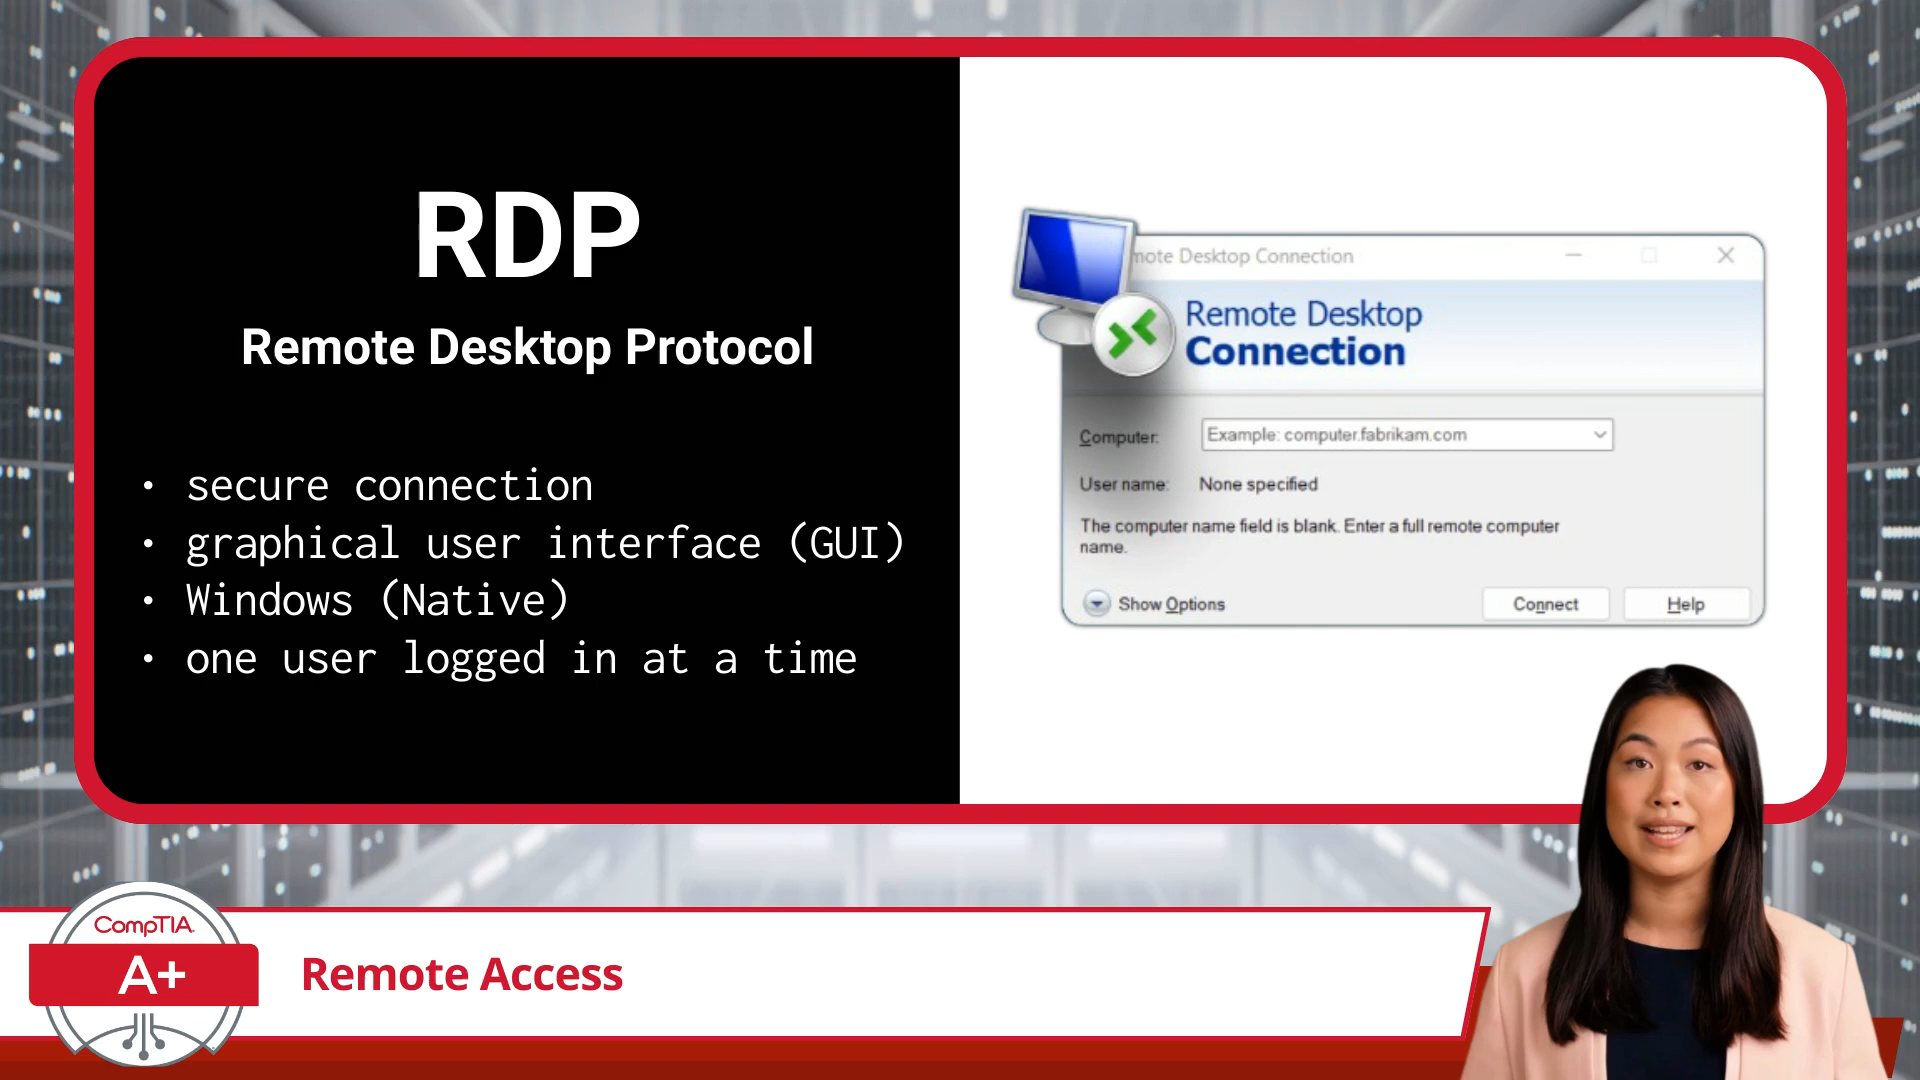 RDP
Remote Desktop Protocol
• secure connection
• graphical user interface (GUI)
• Windows (Native)
• one user logged in at a time
mote Desktop Connection
Remote Desktop
Connection
Computer: Example: computer.fabrikam.com
User name: None specified
The computer name field is blank. Enter a full remote computer
name.
Show Options Connect Help
CompTIA.
A+
Remote Access